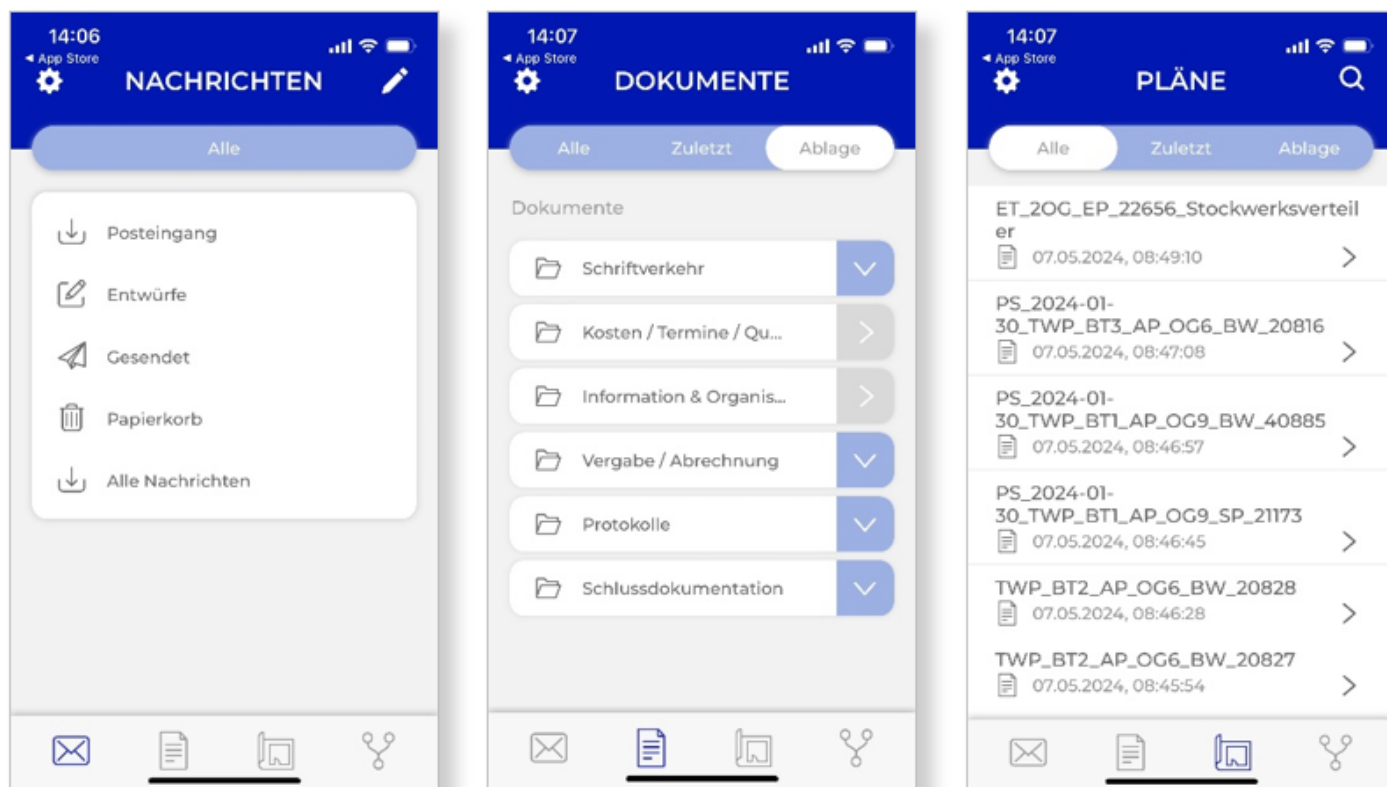 14:06
◄ App Store
NACHRICHTEN
Alle
Posteingang
Entwürfe
Gesendet
Papierkorb
Alle Nachrichten
14:07
◄ App Store
DOKUMENTE
Alle Zuletzt Ablage
Dokumente
Schriftverkehr
Kosten / Termine / Qu...
Information & Organis...
Vergabe / Abrechnung
Protokolle
Schlussdokumentation
14:07
◄ App Store
PLÄNE
Alle Zuletzt Ablage
ET_2OG_EP_22656_Stockwerksverteil
er
07.05.2024, 08:49:10
PS_2024-01-
30_TWP_BT3_AP_OG6_BW_20816
07.05.2024, 08:47:08
PS_2024-01-
30_TWP_BT1_AP_OG9_BW_40885
07.05.2024, 08:46:57
PS_2024-01-
30_TWP_BT1_AP_OG9_SP_21173
07.05.2024, 08:46:45
TWP_BT2_AP_OG6_BW_20828
07.05.2024, 08:46:28
TWP_BT2_AP_OG6_BW_20827
07.05.2024, 08:45:54